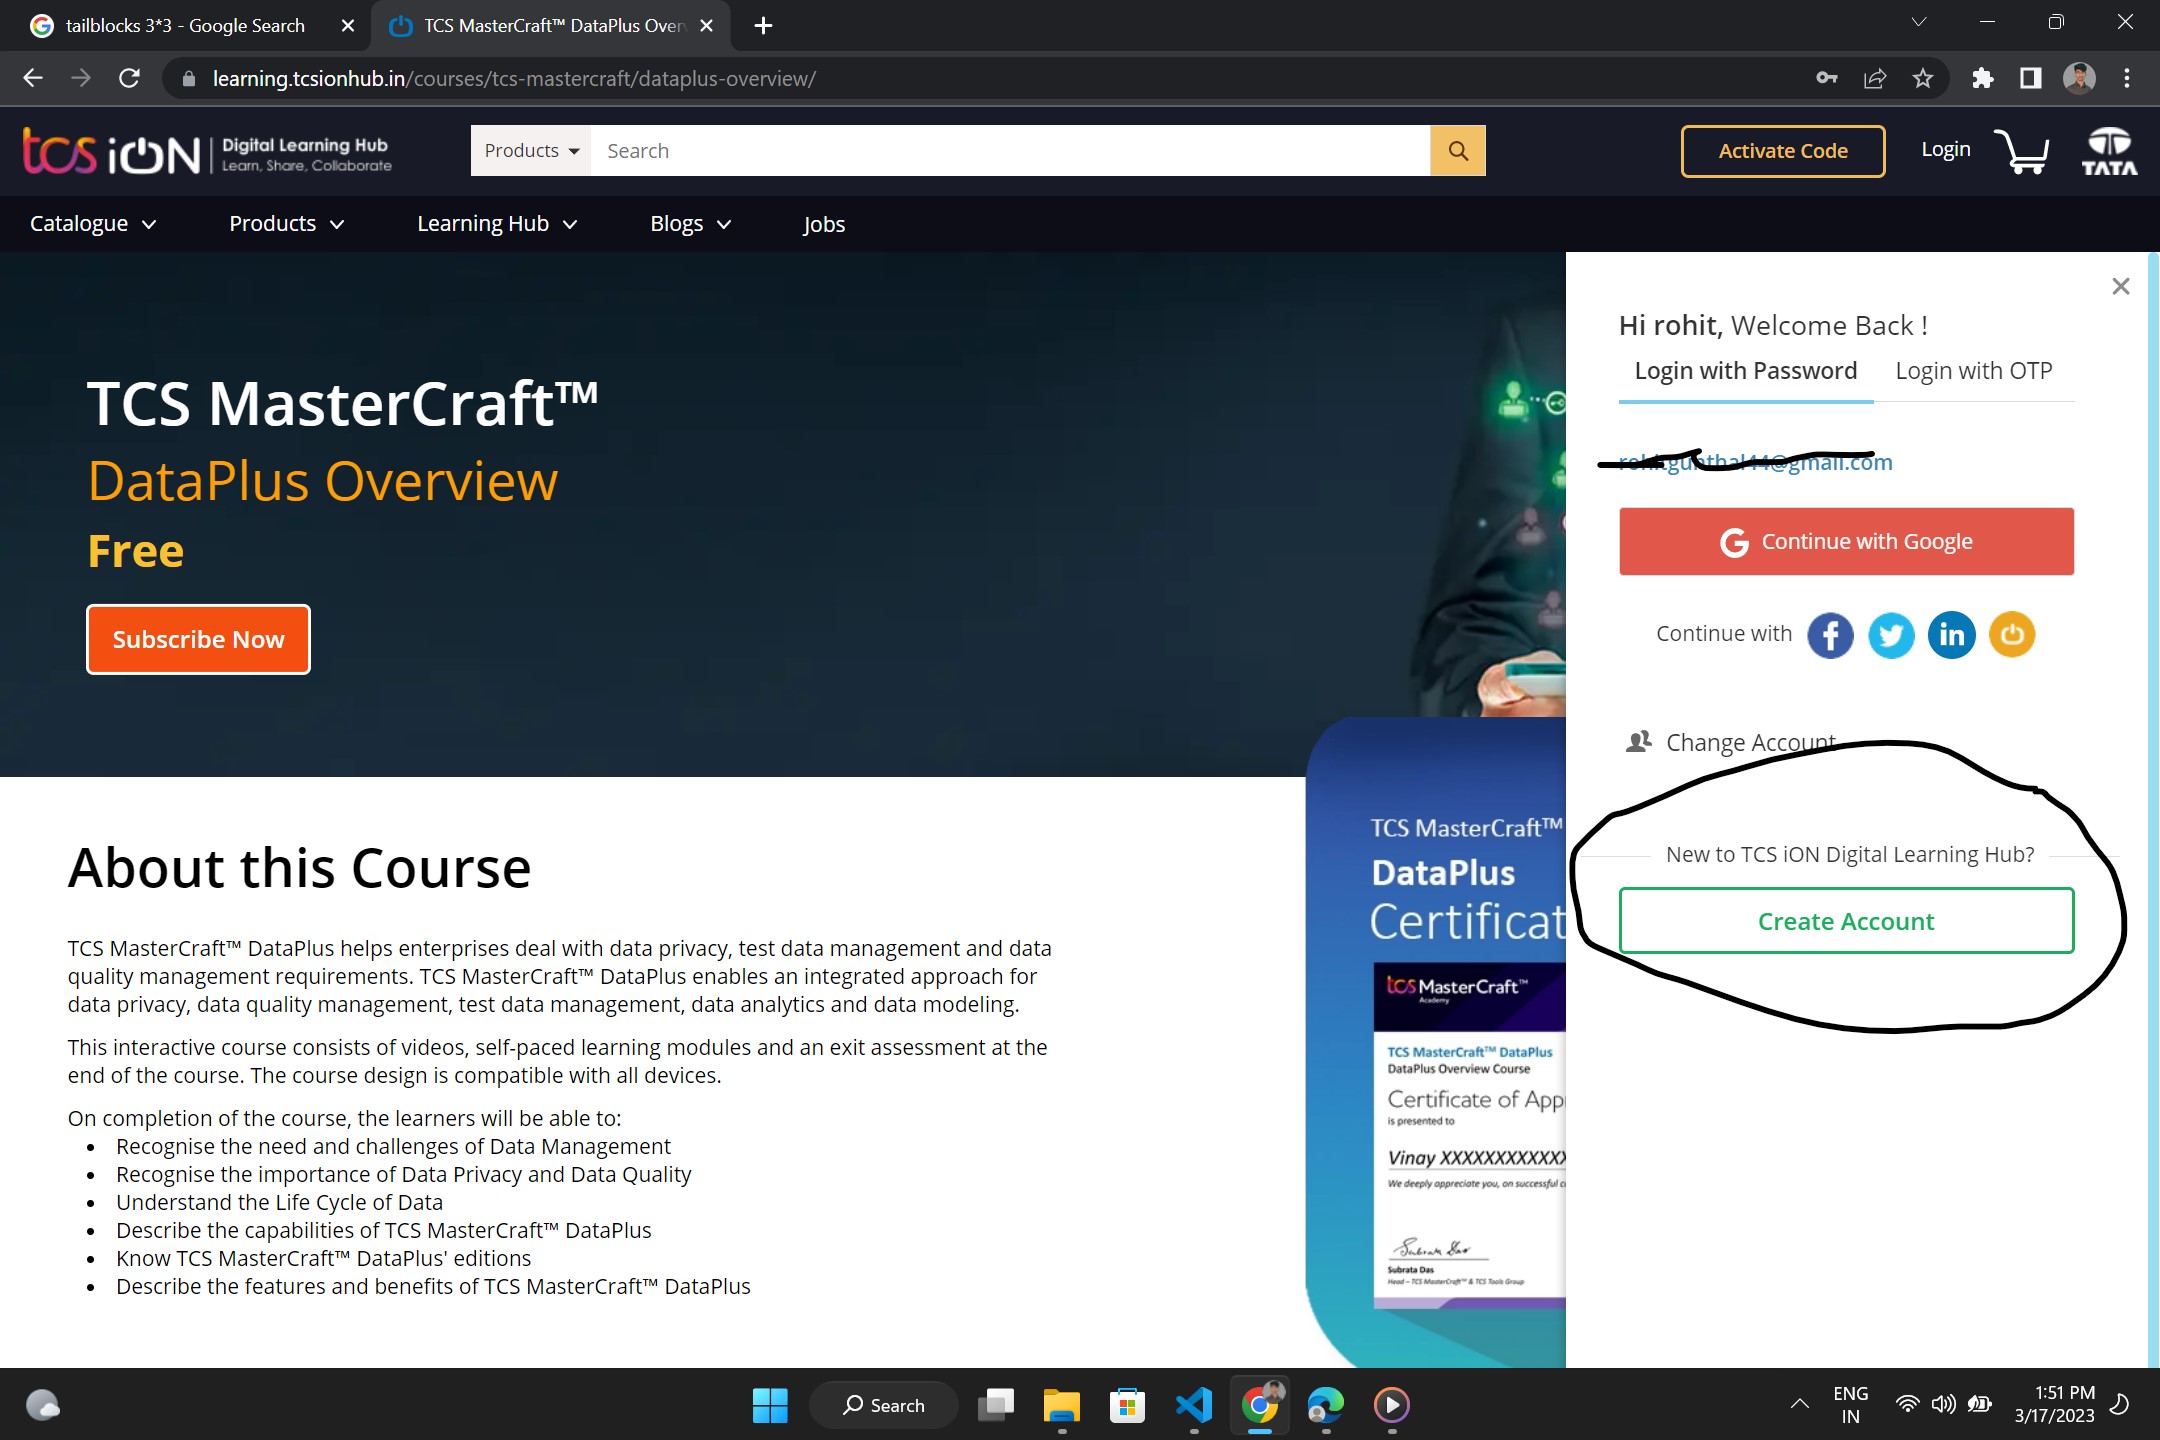 tailblocks 3*3 - Google Search
TCS MasterCraft™ DataPlus Over
learning.tcsionhub.in/courses/tcs-mastercraft/dataplus-overview/
tcs iON Digital Learning Hub
Learn, Share, Collaborate
Products
Search
Activate Code
Login
TATA
Catalogue
Products
Learning Hub
Blogs
Jobs
TCS MasterCraft™
DataPlus Overview
Free
Subscribe Now
About this Course
TCS MasterCraft™ DataPlus helps enterprises deal with data privacy, test data management and data
quality management requirements. TCS MasterCraft™ DataPlus enables an integrated approach for
data privacy, data quality management, test data management, data analytics and data modeling.
This interactive course consists of videos, self-paced learning modules and an exit assessment at the
end of the course. The course design is compatible with all devices.
On completion of the course, the learners will be able to:
• Recognise the need and challenges of Data Management
• Recognise the importance of Data Privacy and Data Quality
• Understand the Life Cycle of Data
• Describe the capabilities of TCS MasterCraft™ DataPlus
• Know TCS MasterCraft™ DataPlus' editions
• Describe the features and benefits of TCS MasterCraft™ DataPlus
TCS MasterCraft™
DataPlus
Certificat
tcs MasterCraft™
Academy
TCS MasterCraft™ DataPlus
DataPlus Overview Course
Certificate of App
is presented to
Vinay XXXXXXXXXXXX
We deeply appreciate you, on successful c
Subrata Das
Subrata Das
Head – TCS MasterCraft™ & TCS Tools Group
Hi rohit, Welcome Back !
Login with Password
Login with OTP
Continue with Google
Continue with
f
in
Change Account
New to TCS iON Digital Learning Hub?
Create Account
Search
ENG
IN
1:51 PM
3/17/2023